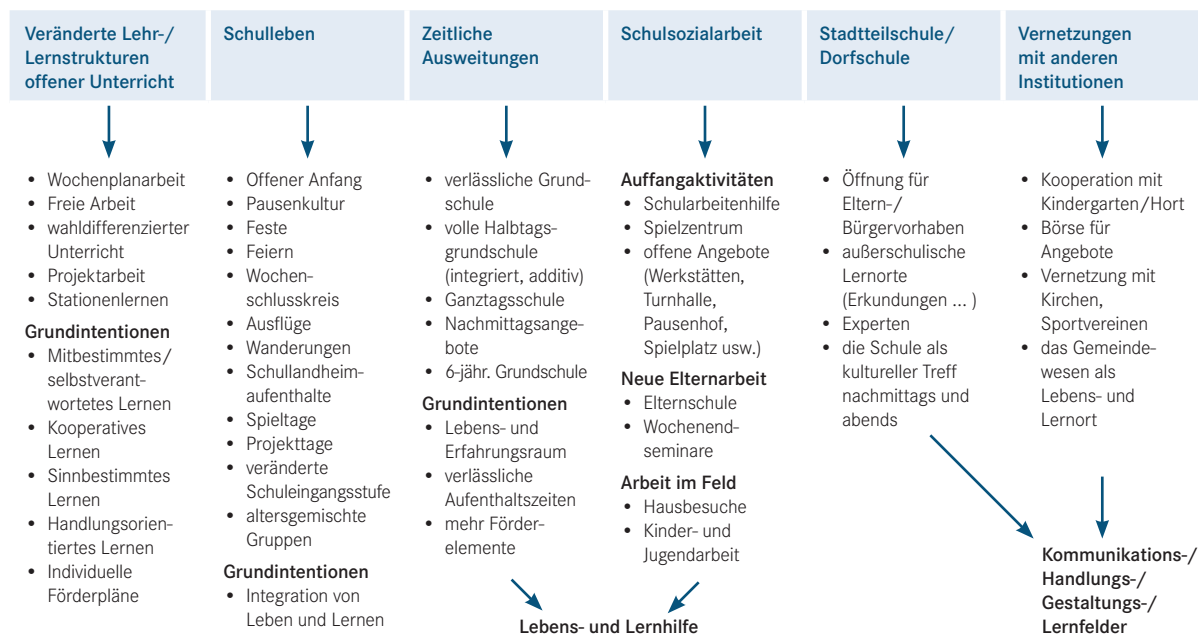 Veränderte Lehr-/
Lernstrukturen
offener Unterricht
• Wochenplanarbeit
• Freie Arbeit
• wahldifferenzierter
Unterricht
• Projektarbeit
• Stationenlernen
Grundintentionen
• Mitbestimmtes/
selbstverant-
wortetes Lernen
• Kooperatives
Lernen
• Sinnbestimmtes
Lernen
• Handlungsorien-
tiertes Lernen
• Individuelle
Förderpläne
Schulleben
• Offener Anfang
• Pausenkultur
• Feste
• Feiern
• Wochen-
schlusskreis
• Ausflüge
• Wanderungen
• Schullandheim-
aufenthalte
• Spieltage
• Projekttage
• veränderte
Schuleingangsstufe
• altersgemischte
Gruppen
Grundintentionen
• Integration von
Leben und Lernen
Zeitliche
Ausweitungen
• verlässliche Grund-
schule
• volle Halbtags-
grundschule
(integriert, additiv)
• Ganztagsschule
• Nachmittagsange-
bote
• 6-jähr. Grundschule
Grundintentionen
• Lebens- und
Erfahrungsraum
• verlässliche
Aufenthaltszeiten
• mehr Förder-
elemente
Schulsozialarbeit
Auffangaktivitäten
• Schularbeitenhilfe
• Spielzentrum
• offene Angebote
(Werkstätten,
Turnhalle,
Pausenhof,
Spielplatz usw.)
Neue Elternarbeit
• Elternschule
• Wochenend-
seminare
Arbeit im Feld
• Hausbesuche
• Kinder- und
Jugendarbeit
Lebens- und Lernhilfe
Stadtteilschule/
Dorfschule
• Öffnung für
Eltern-/
Bürgervorhaben
• außerschulische
Lernorte
(Erkundungen ... )
• Experten
• die Schule als
kultureller Treff
nachmittags und
abends
Vernetzungen
mit anderen
Institutionen
• Kooperation mit
Kindergarten/Hort
• Börse für
Angebote
• Vernetzung mit
Kirchen,
Sportvereinen
• das Gemeinde-
wesen als
Lebens- und
Lernort
Kommunikations-/
Handlungs-/
Gestaltungs-/
Lernfelder